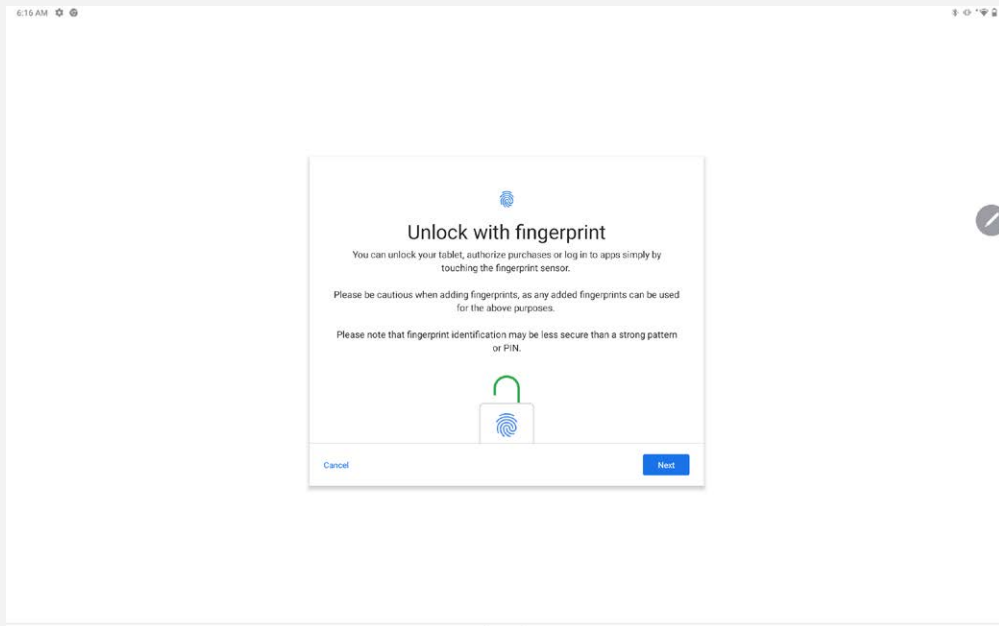 6:16 AM
Unlock with fingerprint
You can unlock your tablet, authorize purchases or log in to apps simply by
touching the fingerprint sensor.
Please be cautious when adding fingerprints, as any added fingerprints can be used
for the above purposes.
Please note that fingerprint identification may be less secure than a strong pattern
or PIN.
Cancel
Next